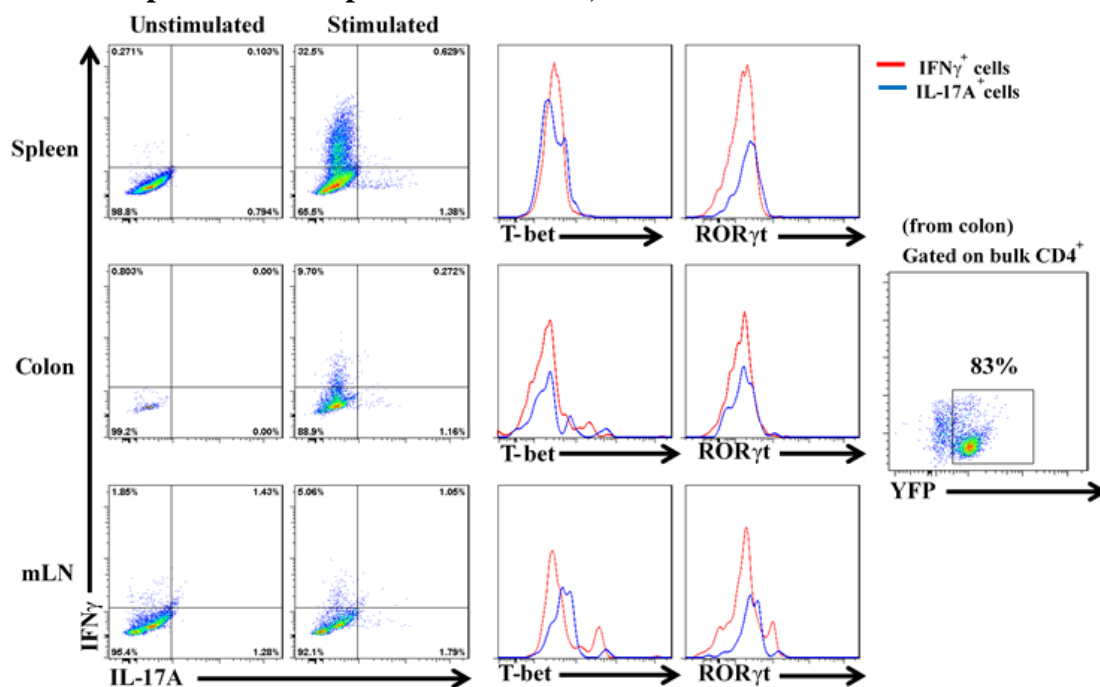 Unstimulated Stimulated
0.271% 0.103% 32.5% 0.629%
IFNγ⁺ cells
IL-17A⁺cells
Spleen
98.8% 0.794% 65.5% 1.38%
T-bet RORγt
(from colon)
Gated on bulk CD4⁺
0.803% 0.00% 9.70% 0.272%
Colon
83%
99.2% 0.00% 88.9% 1.16%
T-bet RORγt
YFP
1.85% 1.43% 5.06% 1.05%
mLN
IFNγ
96.4% 1.28% 92.1% 1.79%
IL-17A T-bet RORγt